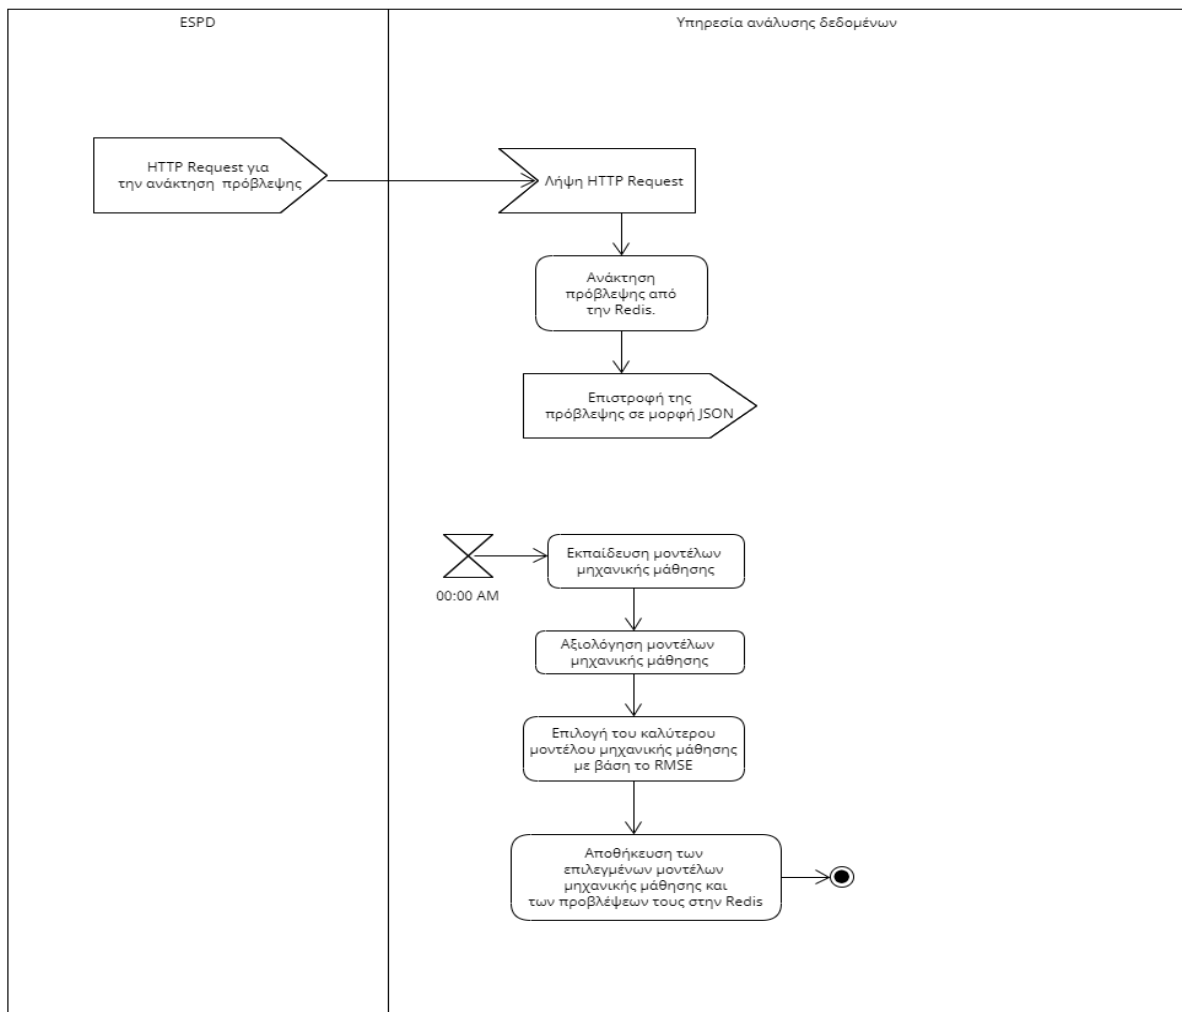 ESPD
Υπηρεσία ανάλυσης δεδομένων
HTTP Request για
την ανάκτηση πρόβλεψης
Λήψη HTTP Request
Ανάκτηση
πρόβλεψης από
την Redis.
Επιστροφή της
πρόβλεψης σε μορφή JSON
00:00 AM
Εκπαίδευση μοντέλων
μηχανικής μάθησης
Αξιολόγηση μοντέλων
μηχανικής μάθησης
Επιλογή του καλύτερου
μοντέλου μηχανικής μάθησης
με βάση το RMSE
Αποθήκευση των
επιλεγμένων μοντέλων
μηχανικής μάθησης και
των προβλέψεων τους στην Redis